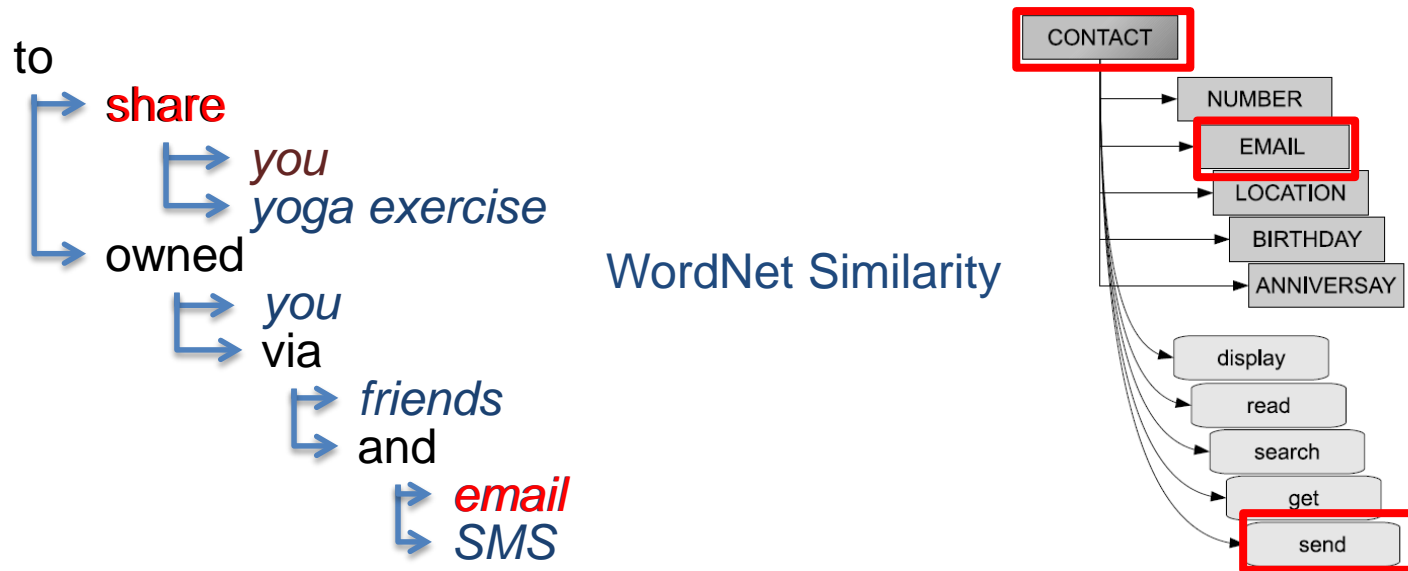 to
share
you
yoga exercise
owned
you
via
friends
and
email
SMS
WordNet Similarity
CONTACT
NUMBER
EMAIL
LOCATION
BIRTHDAY
ANNIVERSAY
display
read
search
get
send